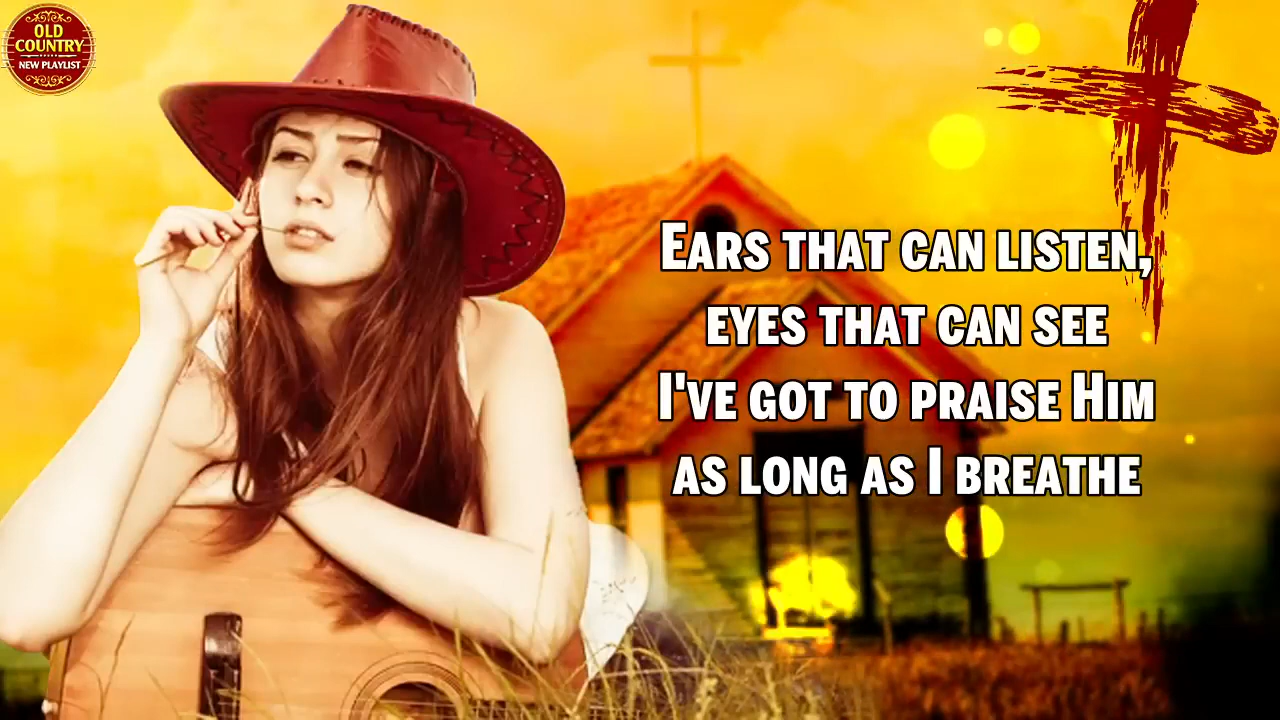 OLD
COUNTRY
NEW PLAYLIST
EARS THAT CAN LISTEN,
EYES THAT CAN SEE
I'VE GOT TO PRAISE HIM
AS LONG AS I BREATHE